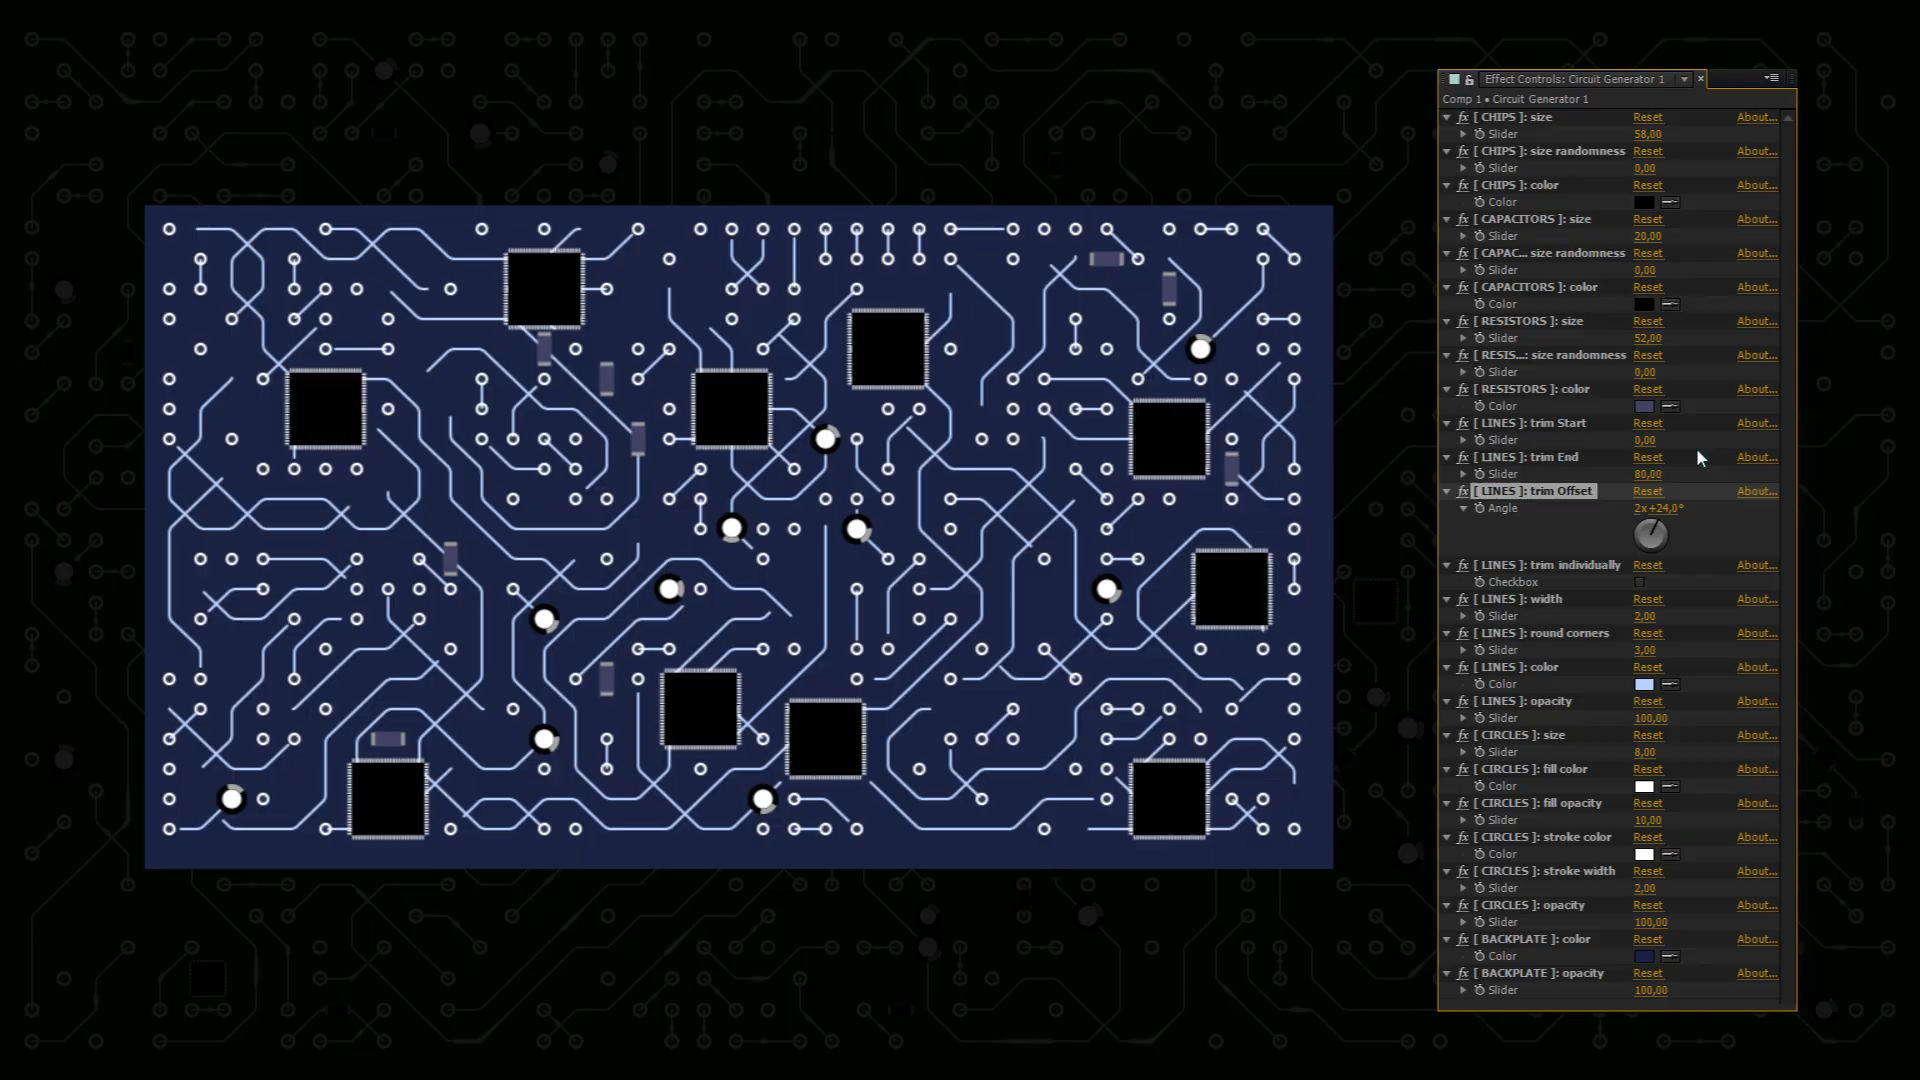 Effect Controls: Circuit Generator 1
Comp 1 • Circuit Generator 1
fx [ CHIPS ]: size Reset About...
Slider 58,00
fx [ CHIPS ]: size randomness Reset About...
Slider 0,00
fx [ CHIPS ]: color Reset About...
Color
fx [ CAPACITORS ]: size Reset About...
Slider 20,00
fx [ CAPAC... size randomness Reset About...
Slider 0,00
fx [ CAPACITORS ]: color Reset About...
Color
fx [ RESISTORS ]: size Reset About...
Slider 52,00
fx [ RESIS...: size randomness Reset About...
Slider 0,00
fx [ RESISTORS ]: color Reset About...
Color
fx [ LINES ]: trim Start Reset About...
Slider 0,00
fx [ LINES ]: trim End Reset About...
Slider 80,00
fx [ LINES ]: trim Offset Reset About...
Angle 2x+24,0°
fx [ LINES ]: trim individually Reset About...
Checkbox
fx [ LINES ]: width Reset About...
Slider 2,00
fx [ LINES ]: round corners Reset About...
Slider 3,00
fx [ LINES ]: color Reset About...
Color
fx [ LINES ]: opacity Reset About...
Slider 100,00
fx [ CIRCLES ]: size Reset About...
Slider 8,00
fx [ CIRCLES ]: fill color Reset About...
Color
fx [ CIRCLES ]: fill opacity Reset About...
Slider 10,00
fx [ CIRCLES ]: stroke color Reset About...
Color
fx [ CIRCLES ]: stroke width Reset About...
Slider 2,00
fx [ CIRCLES ]: opacity Reset About...
Slider 100,00
fx [ BACKPLATE ]: color Reset About...
Color
fx [ BACKPLATE ]: opacity Reset About...
Slider 100,00